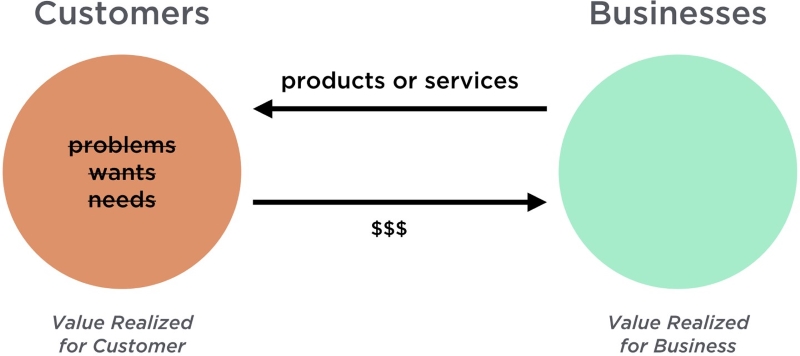 Customers
Businesses
products or services
problems
wants
needs
$$$
Value Realized
for Customer
Value Realized
for Business